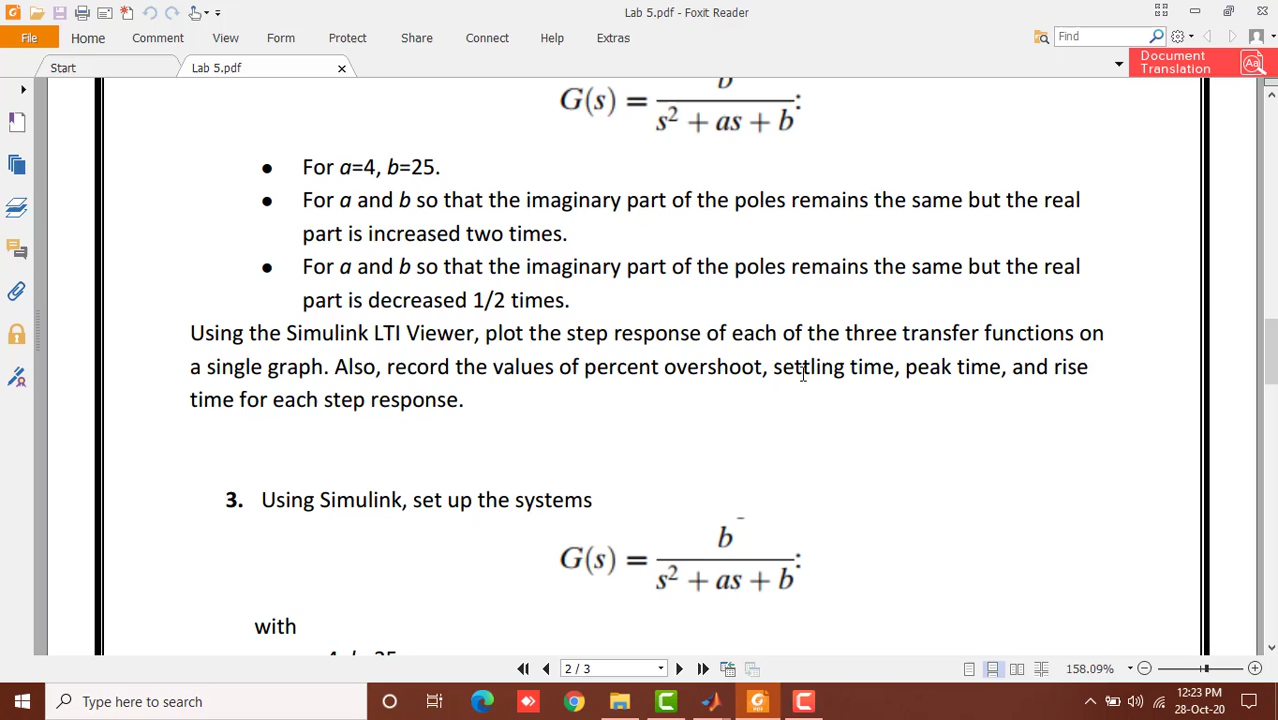 Lab 5.pdf - Foxit Reader
File Home Comment View Form Protect Share Connect Help Extras Find
Start Lab 5.pdf
Document
Translation
G(s) = b / (s² + as + b):
● For a=4, b=25.
● For a and b so that the imaginary part of the poles remains the same but the real
part is increased two times.
● For a and b so that the imaginary part of the poles remains the same but the real
part is decreased 1/2 times.
Using the Simulink LTI Viewer, plot the step response of each of the three transfer functions on
a single graph. Also, record the values of percent overshoot, settling time, peak time, and rise
time for each step response.
3. Using Simulink, set up the systems
G(s) = b / (s² + as + b):
with
2 / 3
158.09%
Type here to search
12:23 PM
28-Oct-20